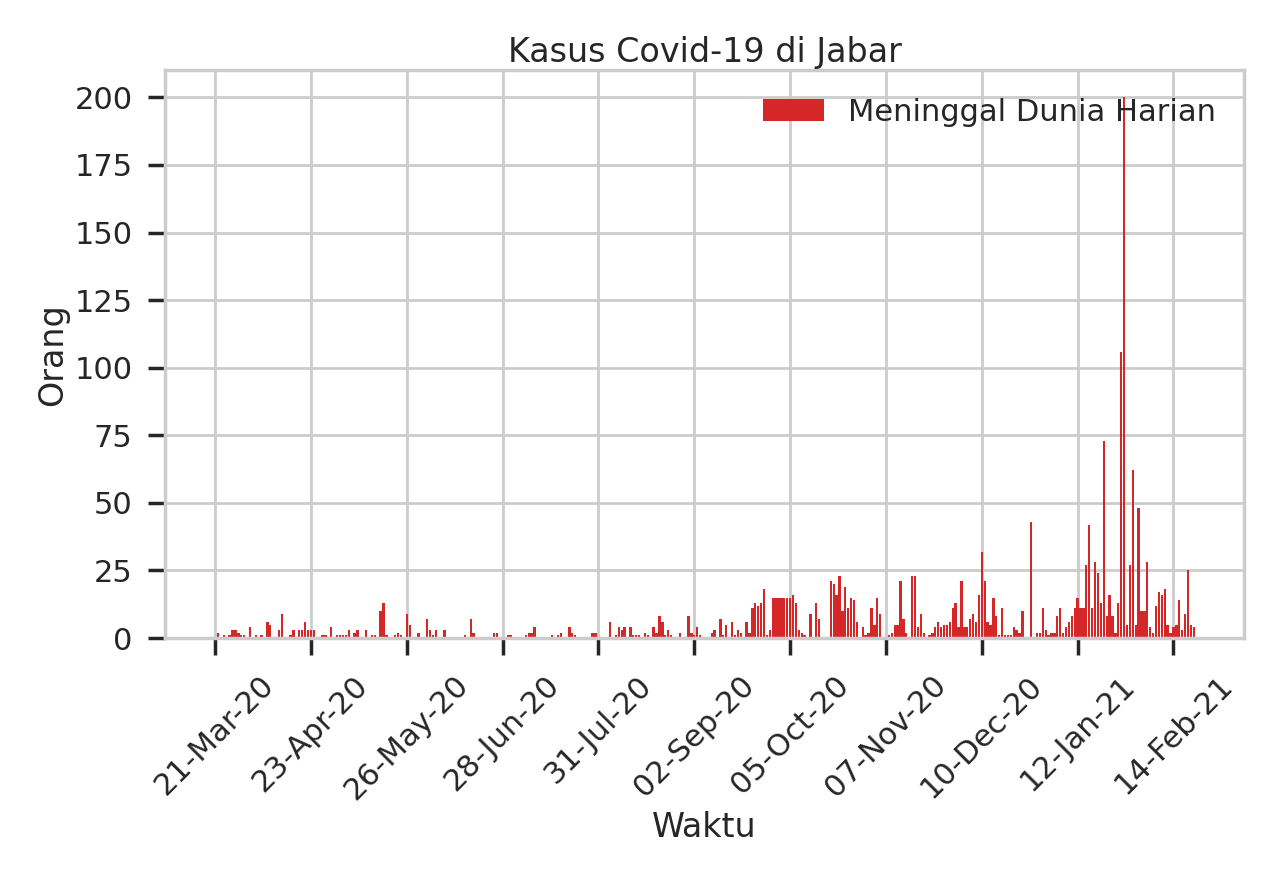 Kasus Covid-19 di Jabar
Meninggal Dunia Harian
Orang
200
175
150
125
100
75
50
25
0
21-Mar-20
23-Apr-20
26-May-20
28-Jun-20
31-Jul-20
02-Sep-20
05-Oct-20
07-Nov-20
10-Dec-20
12-Jan-21
14-Feb-21
Waktu